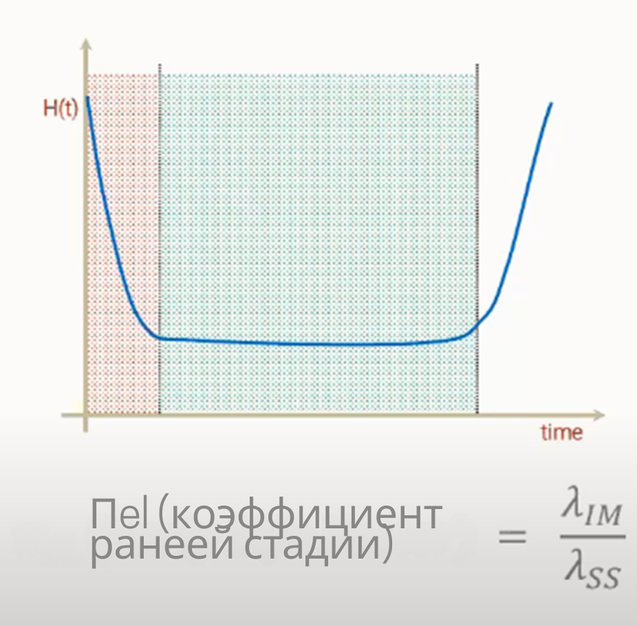 H(t)
time
Пel (коэффициент
ранеей стадии)
= λIM
λSS